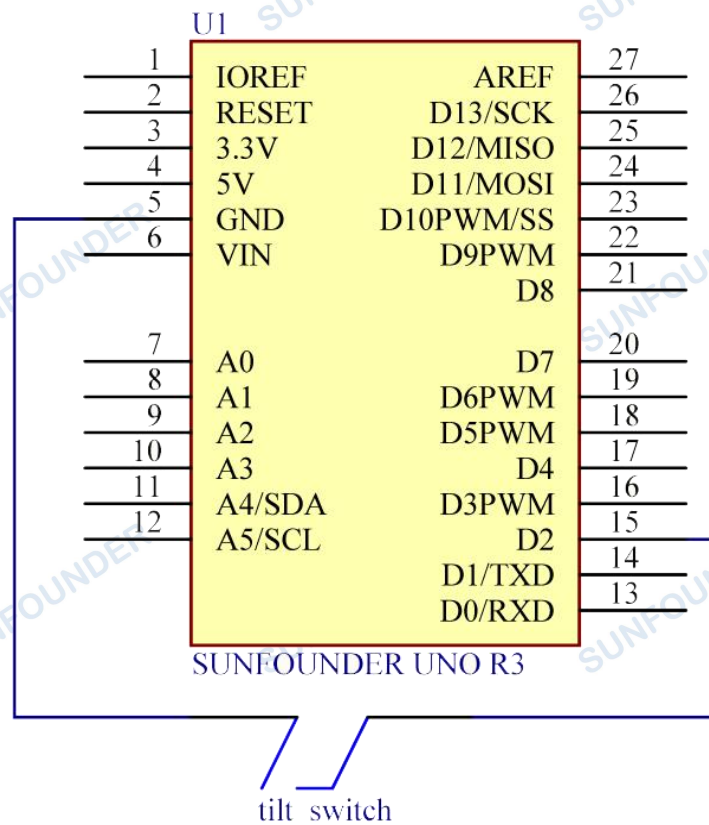 U1
1 IOREF AREF 27
2 RESET D13/SCK 26
3 3.3V D12/MISO 25
4 5V D11/MOSI 24
5 GND D10PWM/SS 23
6 VIN D9PWM 22
D8 21
7 A0 D7 20
8 A1 D6PWM 19
9 A2 D5PWM 18
10 A3 D4 17
11 A4/SDA D3PWM 16
12 A5/SCL D2 15
D1/TXD 14
D0/RXD 13
SUNFOUNDER UNO R3
tilt switch
SUNFOUNDER
SUNFOUNDER